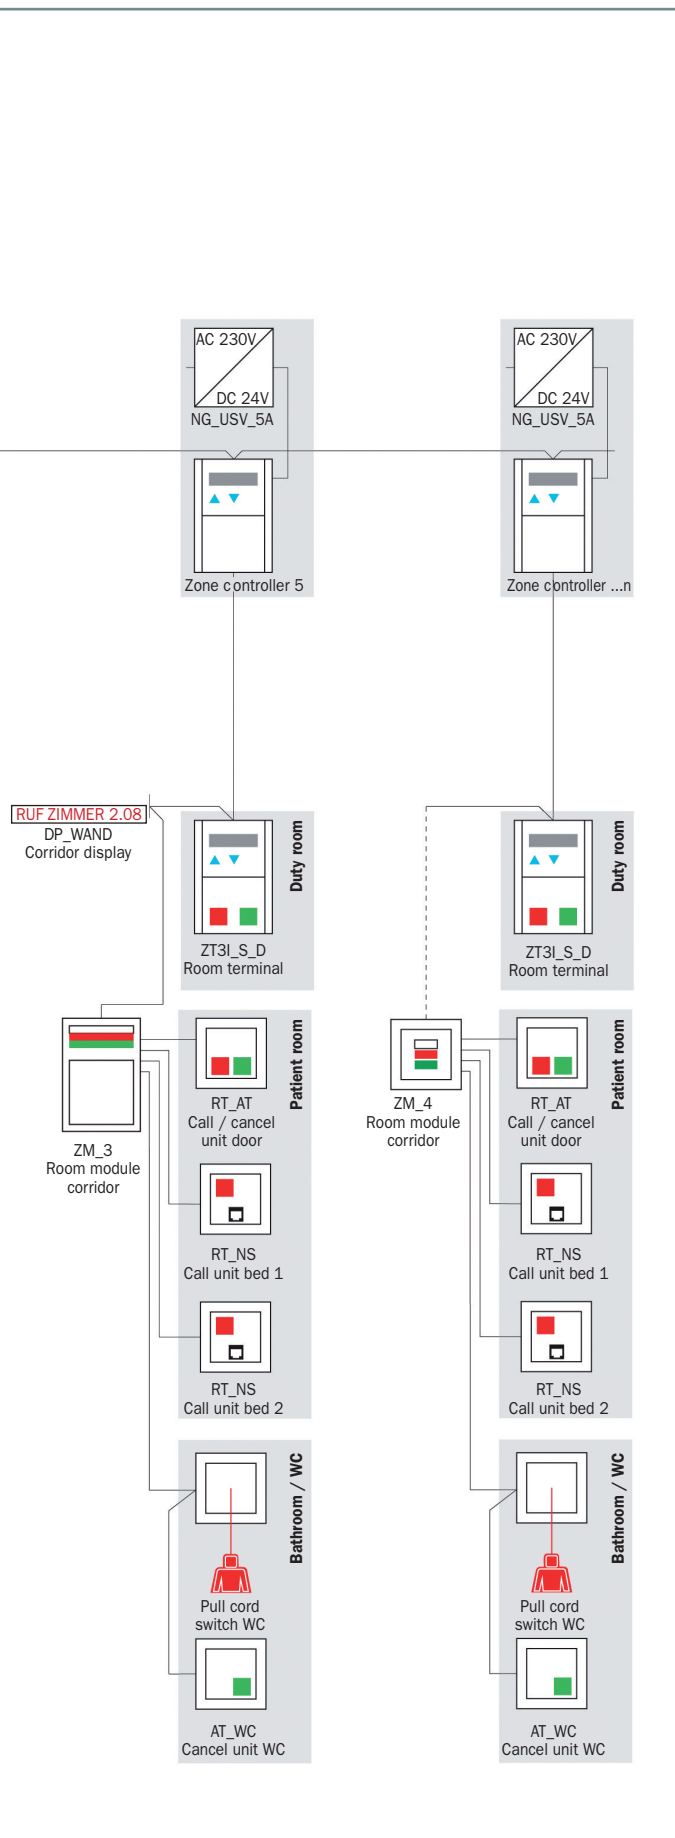 AC 230V
DC 24V
NG_USV_5A
Zone controller 5
AC 230V
DC 24V
NG_USV_5A
Zone controller ...n
RUF ZIMMER 2.08
DP_WAND
Corridor display
Duty room
ZT3I_S_D
Room terminal
Duty room
ZT3I_S_D
Room terminal
ZM_3
Room module
corridor
Patient room
RT_AT
Call / cancel
unit door
RT_NS
Call unit bed 1
RT_NS
Call unit bed 2
ZM_4
Room module
corridor
Patient room
RT_AT
Call / cancel
unit door
RT_NS
Call unit bed 1
RT_NS
Call unit bed 2
Bathroom / WC
Pull cord
switch WC
AT_WC
Cancel unit WC
Bathroom / WC
Pull cord
switch WC
AT_WC
Cancel unit WC